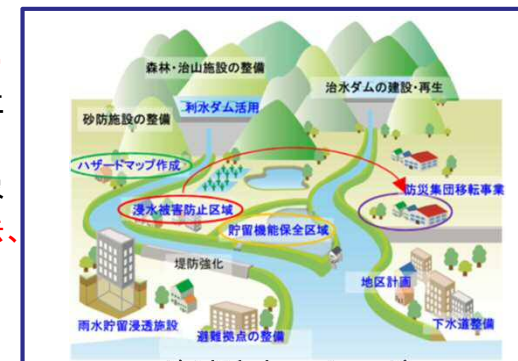 森林・治山施設の整備
治水ダムの建設・再生
利水ダム活用
砂防施設の整備
ハザードマップ作成
防災集団移転事業
浸水被害防止区域
貯留機能保全区域
堤防強化
地区計画
雨水貯留浸透施設
避難拠点の整備
下水道整備